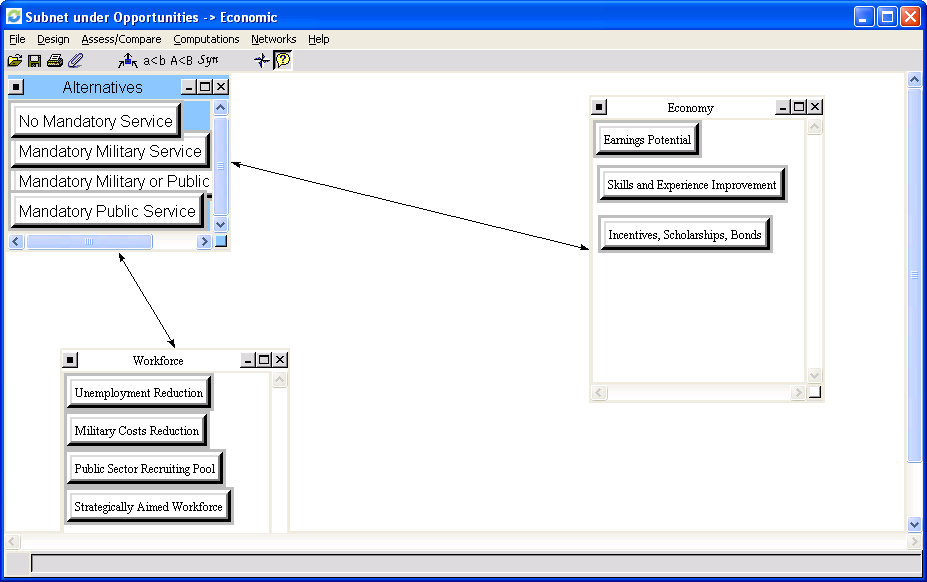 Subnet under Opportunities -> Economic
File Design Assess/Compare Computations Networks Help
a<b A<B Syn
Alternatives
No Mandatory Service
Mandatory Military Service
Mandatory Military or Public
Mandatory Public Service
Economy
Earnings Potential
Skills and Experience Improvement
Incentives, Scholarships, Bonds
Workforce
Unemployment Reduction
Military Costs Reduction
Public Sector Recruiting Pool
Strategically Aimed Workforce